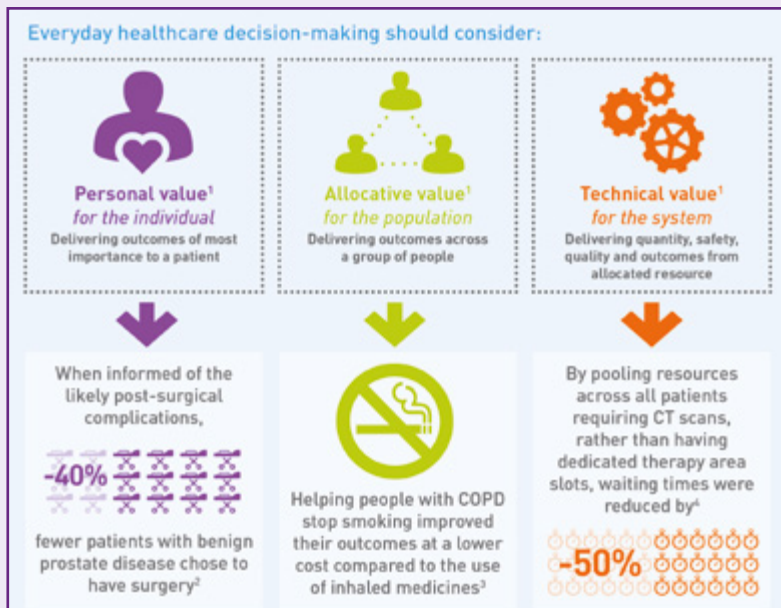 Everyday healthcare decision-making should consider:
Personal value¹
for the individual
Delivering outcomes of most
importance to a patient
Allocative value¹
for the population
Delivering outcomes across
a group of people
Technical value¹
for the system
Delivering quantity, safety,
quality and outcomes from
allocated resource
When informed of the
likely post-surgical
complications,
-40%
fewer patients with benign
prostate disease chose to
have surgery²
Helping people with COPD
stop smoking improved
their outcomes at a lower
cost compared to the use
of inhaled medicines³
By pooling resources
across all patients
requiring CT scans,
rather than having
dedicated therapy area
slots, waiting times were
reduced by⁴
-50%